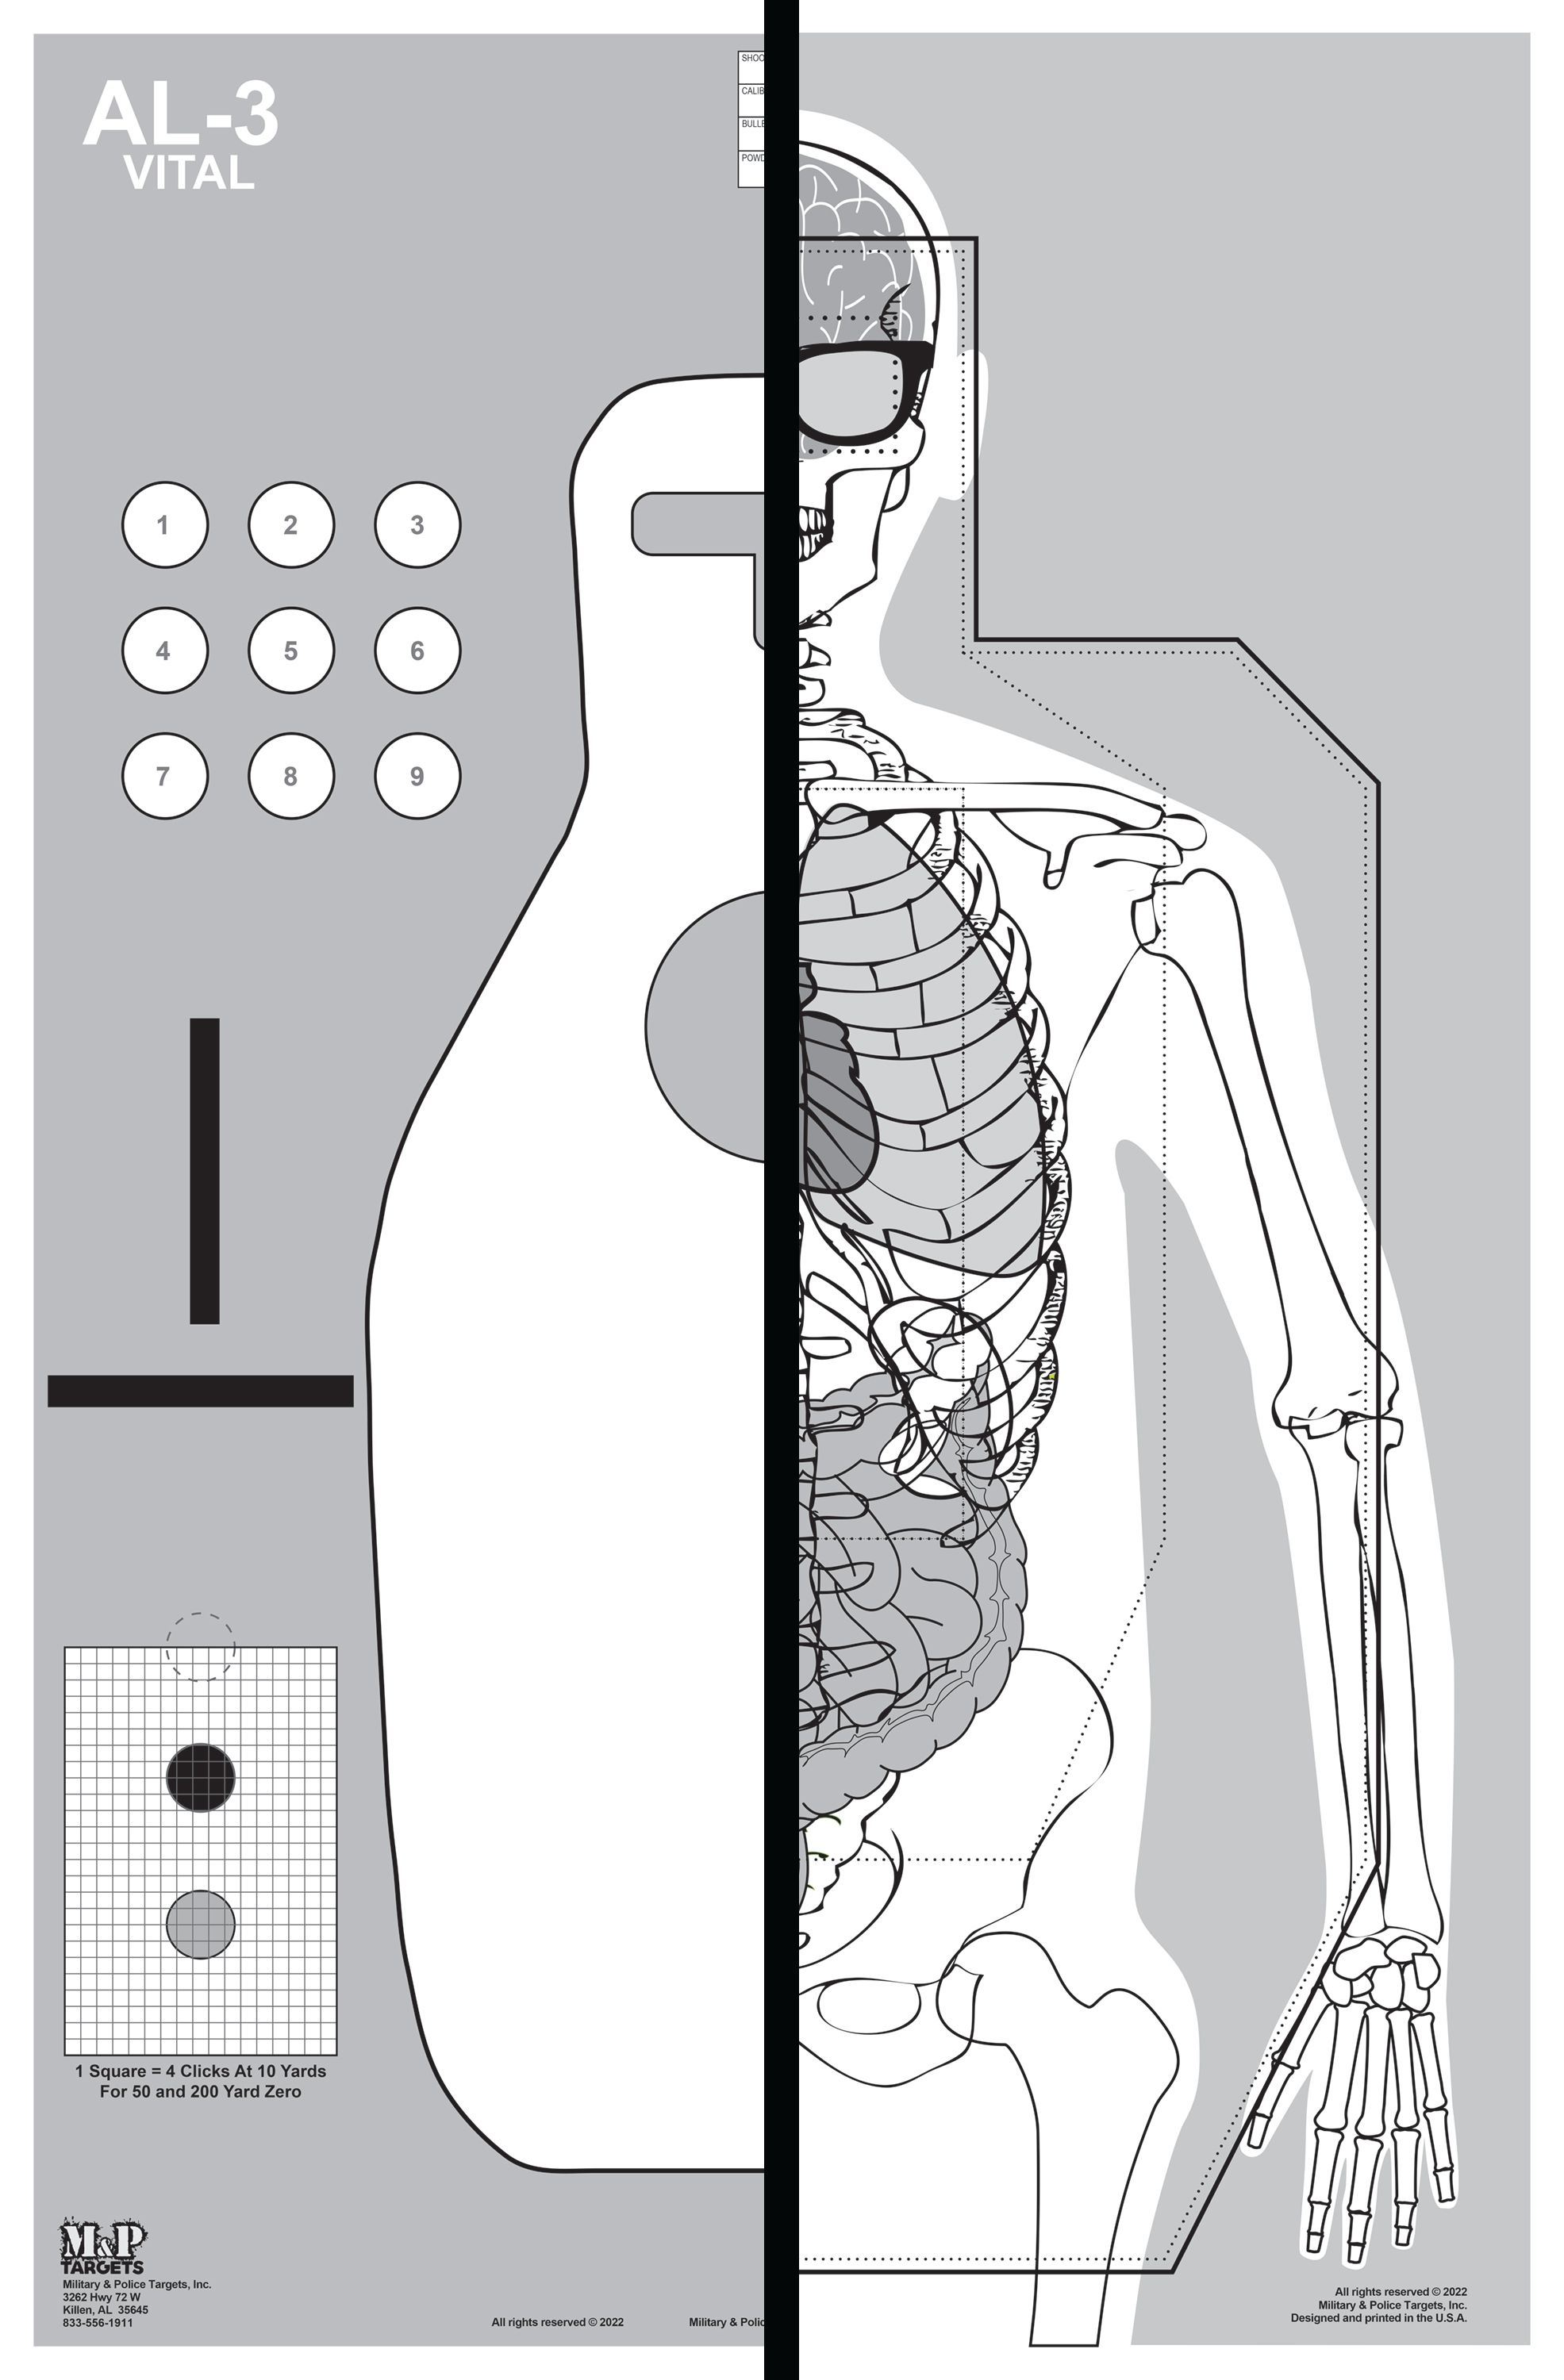 AL-3
VITAL
SHOO
CALIB
BULLE
POWD
1 2 3
4 5 6
7 8 9
1 Square = 4 Clicks At 10 Yards
For 50 and 200 Yard Zero
M&P
TARGETS
Military & Police Targets, Inc.
3262 Hwy 72 W
Killen, AL 35645
833-556-1911
All rights reserved © 2022
Military & Polic
All rights reserved © 2022
Military & Police Targets, Inc.
Designed and printed in the U.S.A.